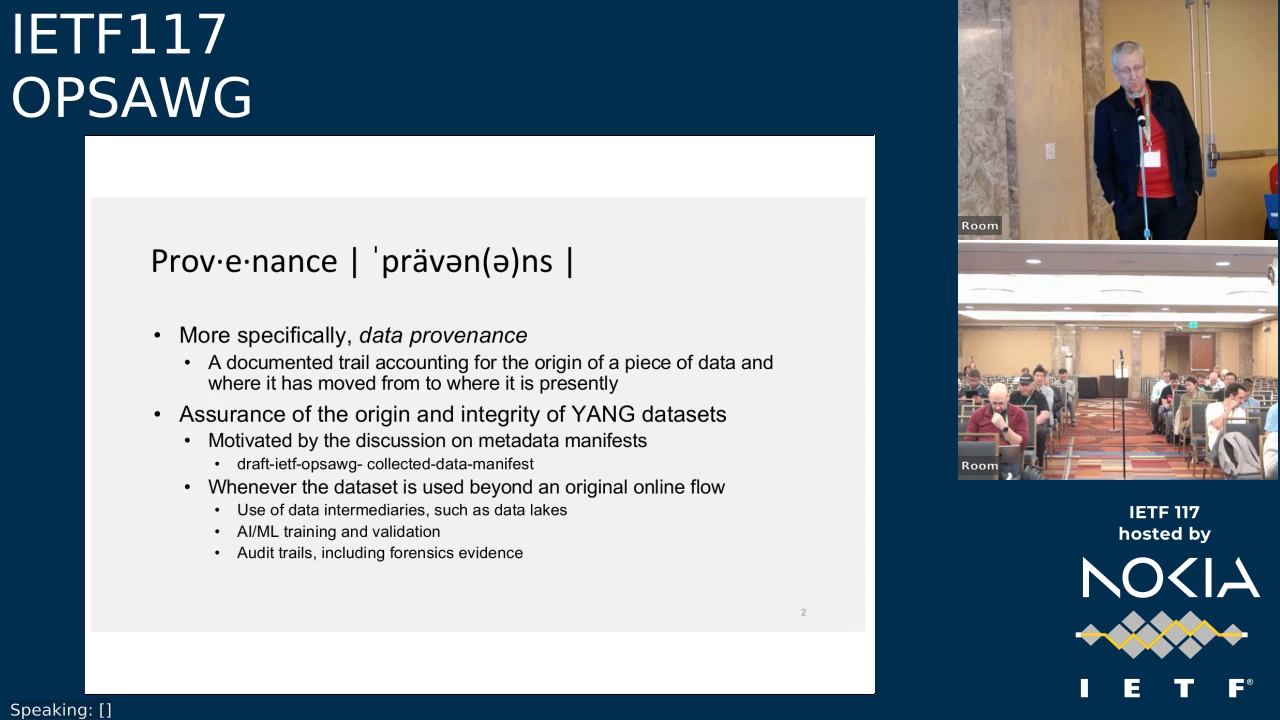 IETF117
OPSAWG
Prov·e·nance | ˈprävən(ə)ns |
• More specifically, data provenance
• A documented trail accounting for the origin of a piece of data and
where it has moved from to where it is presently
• Assurance of the origin and integrity of YANG datasets
• Motivated by the discussion on metadata manifests
• draft-ietf-opsawg- collected-data-manifest
• Whenever the dataset is used beyond an original online flow
• Use of data intermediaries, such as data lakes
• AI/ML training and validation
• Audit trails, including forensics evidence
2
Room
Room
IETF 117
hosted by
NOKIA
I E T F®
Speaking: []